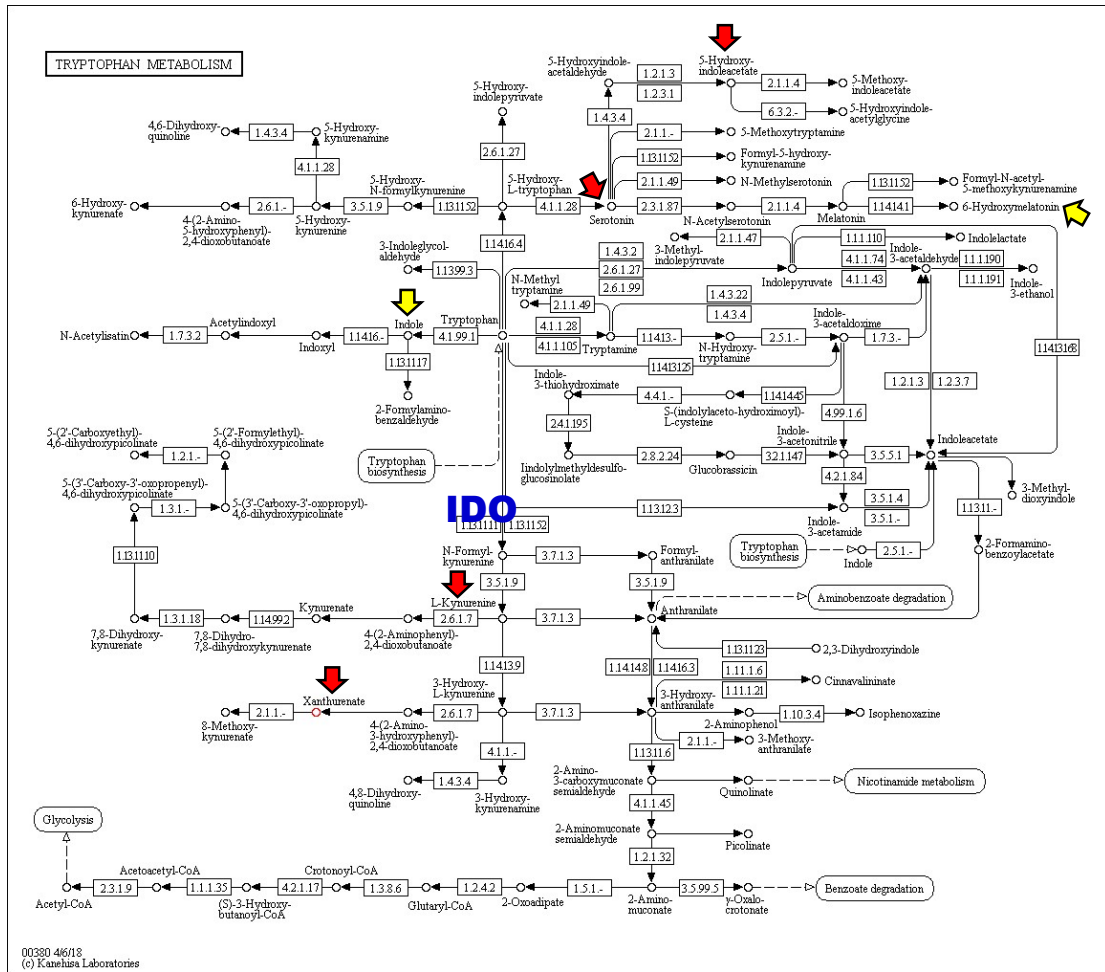 TRYPTOPHAN METABOLISM
5-Hydroxyindole-
acetaldehyde
1.2.1.3
1.2.3.1
5-Hydroxy-
indoleacetate
2.1.1.4
5-Methoxy-
indoleacetate
6.3.2.-
5-Hydroxyindole-
acetylglycine
5-Hydroxy-
indolepyruvate
4,6-Dihydroxy-
quinoline
1.4.3.4
5-Hydroxy-
kynurenamine
1.4.3.4
2.1.1.-
5-Methoxytryptamine
4.1.1.28
2.6.1.27
1.13.11.52
Formyl-5-hydroxy-
kynurenamine
5-Hydroxy-
N-formylkynurenine
5-Hydroxy-
L-tryptophan
2.1.1.49
N-Methylserotonin
1.13.11.52
Formyl-N-acetyl-
5-methoxykynurenamine
6-Hydroxy-
kynurenate
2.6.1.-
4-(2-Amino-
5-hydroxyphenyl)-
2,4-dioxobutanoate
5-Hydroxy-
kynurenine
3.5.1.9
1.13.11.52
4.1.1.28
Serotonin
2.3.1.87
N-Acetylserotonin
2.1.1.4
Melatonin
1.14.14.1
6-Hydroxymelatonin
1.14.16.4
3-Indoleglycol-
aldehyde
1.13.99.3
2.1.1.47
3-Methyl-
indolepyruvate
1.1.1.110
Indolelactate
1.4.3.2
2.6.1.27
2.6.1.99
Indolepyruvate
4.1.1.74
4.1.1.43
Indole-
3-acetaldehyde
1.1.1.190
1.1.1.191
Indole-
3-ethanol
N-Methyl
tryptamine
2.1.1.49
1.4.3.22
1.4.3.4
N-Acetylisatin
1.7.3.2
Acetylindoxyl
Indoxyl
1.14.16.-
Indole
4.1.99.1
Tryptophan
4.1.1.28
4.1.1.105
Tryptamine
1.14.13.-
N-Hydroxy-
tryptamine
2.5.1.-
Indole-
3-acetaldoxime
1.7.3.-
1.14.13.168
1.13.11.17
2-Formylamino-
benzaldehyde
1.14.13.125
Indole-
3-thiohydroximate
4.4.1.-
S-(indolylaceto-hydroximoyl)-
L-cysteine
1.14.14.45
1.2.1.3
1.2.3.7
4.99.1.6
2.4.1.195
5-(2'-Carboxyethyl)-
4,6-dihydroxypicolinate
1.2.1.-
5-(2'-Formylethyl)-
4,6-dihydroxypicolinate
Tryptophan
biosynthesis
Iindolylmethyldesulfo-
glucosinolate
2.8.2.24
Glucobrassicin
3.2.1.147
Indole-
3-acetonitrile
3.5.5.1
Indoleacetate
4.2.1.84
3-Methyl-
dioxyindole
5-(3'-Carboxy-3'-oxopropenyl)-
4,6-dihydroxypicolinate
1.3.1.-
5-(3'-Carboxy-3'-oxopropyl)-
4,6-dihydroxypicolinate
IDO
1.13.11.11
1.13.11.52
1.13.12.3
Indole-
3-acetamide
3.5.1.4
3.5.1.-
1.13.11.-
1.13.11.10
N-Formyl-
kynurenine
3.7.1.3
Formyl-
anthranilate
Tryptophan
biosynthesis
Indole
2.5.1.-
2-Formamino-
benzoylacetate
3.5.1.9
3.5.1.9
Aminobenzoate degradation
7,8-Dihydroxy-
kynurenate
1.3.1.18
7,8-Dihydro-
7,8-dihydroxykynurenate
1.14.99.2
Kynurenate
4-(2-Aminophenyl)-
2,4-dioxobutanoate
2.6.1.7
L-Kynurenine
3.7.1.3
Anthranilate
1.13.11.23
2,3-Dihydroxyindole
1.14.13.9
1.14.14.8
1.14.16.3
1.11.1.6
1.11.1.21
Cinnavalininate
8-Methoxy-
kynurenate
2.1.1.-
Xanthurenate
4-(2-Amino-
3-hydroxyphenyl)-
2,4-dioxobutanoate
2.6.1.7
3-Hydroxy-
L-kynurenine
3.7.1.3
3-Hydroxy-
anthranilate
2-Aminophenol
1.10.3.4
Isophenoxazine
2.1.1.-
3-Methoxy-
anthranilate
4.1.1.-
1.13.11.6
4,8-Dihydroxy-
quinoline
1.4.3.4
3-Hydroxy-
kynurenamine
2-Amino-
3-carboxymuconate
semialdehyde
Quinolinate
Nicotinamide metabolism
4.1.1.45
Glycolysis
2-Aminomuconate
semialdehyde
Picolinate
1.2.1.32
Acetyl-CoA
2.3.1.9
Acetoacetyl-CoA
1.1.1.35
(S)-3-Hydroxy-
butanoyl-CoA
4.2.1.17
Crotonoyl-CoA
1.3.8.6
Glutaryl-CoA
1.2.4.2
2-Oxoadipate
1.5.1.-
2-Amino-
muconate
3.5.99.5
γ-Oxalo-
crotonate
Benzoate degradation
00380 4/6/18
(c) Kanehisa Laboratories